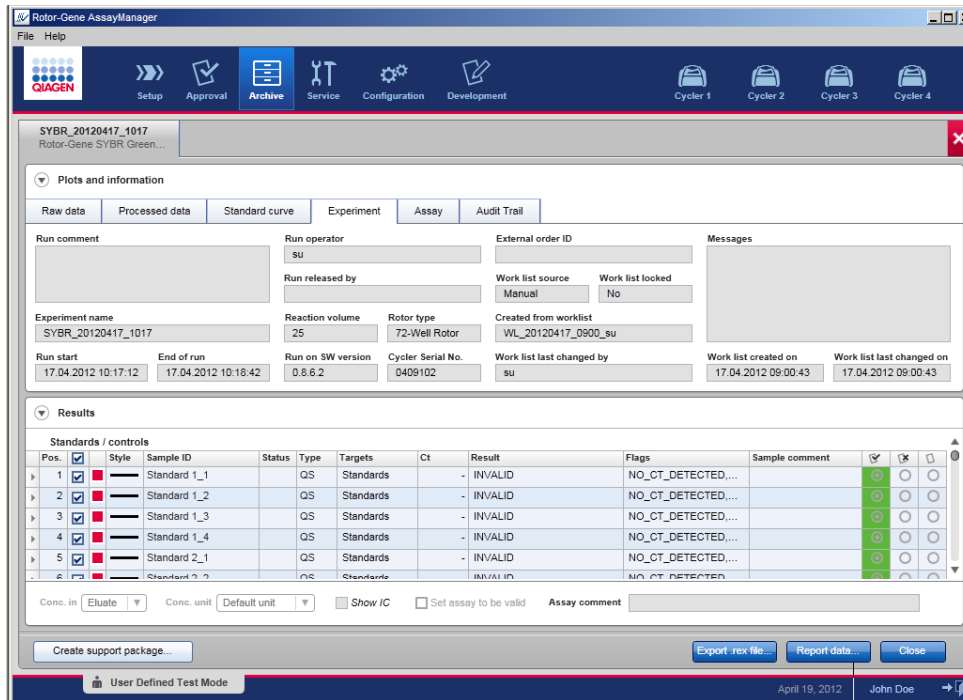 Rotor-Gene AssayManager
File Help
QIAGEN
Setup Approval Archive Service Configuration Development Cycler 1 Cycler 2 Cycler 3 Cycler 4
SYBR_20120417_1017
Rotor-Gene SYBR Green...
Plots and information
Raw data Processed data Standard curve Experiment Assay Audit Trail
Run comment Run operator External order ID Messages
su
Run released by Work list source Work list locked
Manual No
Experiment name Reaction volume Rotor type Created from worklist
SYBR_20120417_1017 25 72-Well Rotor WL_20120417_0900_su
Run start End of run Run on SW version Cycler Serial No. Work list last changed by Work list created on Work list last changed on
17.04.2012 10:17:12 17.04.2012 10:18:42 0.8.6.2 0409102 su 17.04.2012 09:00:43 17.04.2012 09:00:43
Results
Standards / controls
Pos. Style Sample ID Status Type Targets Ct Result Flags Sample comment
1 Standard 1_1 QS Standards - INVALID NO_CT_DETECTED,...
2 Standard 1_2 QS Standards - INVALID NO_CT_DETECTED,...
3 Standard 1_3 QS Standards - INVALID NO_CT_DETECTED,...
4 Standard 1_4 QS Standards - INVALID NO_CT_DETECTED,...
5 Standard 2_1 QS Standards - INVALID NO_CT_DETECTED,...
6 Standard 2_2 QS Standards - INVALID NO_CT_DETECTED
Conc. in Eluate Conc. unit Default unit Show IC Set assay to be valid Assay comment
Create support package... Export .rex file... Report data... Close
User Defined Test Mode April 19, 2012 John Doe